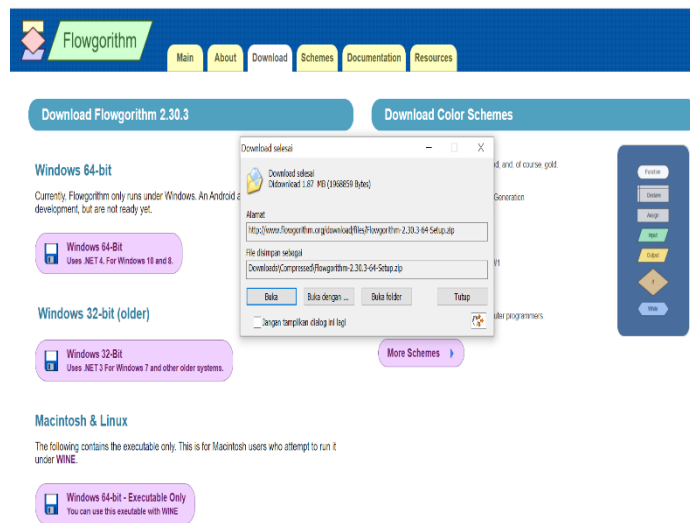 Flowgorithm
Main
About
Download
Schemes
Documentation
Resources
Download Flowgorithm 2.30.3
Download Color Schemes
Windows 64-bit
Currently, Flowgorithm only runs under Windows. An Android a
development, but are not ready yet.
Windows 64-Bit
Uses .NET 4. For Windows 10 and 8.
Windows 32-bit (older)
Windows 32-Bit
Uses .NET 3 For Windows 7 and other older systems.
Macintosh & Linux
The following contains the executable only. This is for Macintosh users who attempt to run it
under WINE.
Windows 64-bit - Executable Only
You can use this exeutable with WINE
Download selesai
Download selesai
Didownload 1.87 MB (1968859 Bytes)
Alamat
http://www.flowgorithm.org/download/files/Flowgorithm-2.30.3-64-Setup.zip
File disimpan sebagai
Downloads\Compressed\Flowgorithm-2.30.3-64-Setup.zip
Buka
Buka dengan ...
Buka folder
Tutup
Jangan tampilkan dialog ini lagi
d, and, of course, gold.
Generation
uter programmers
More Schemes
Function
Declare
Assign
Input
Output
If
While